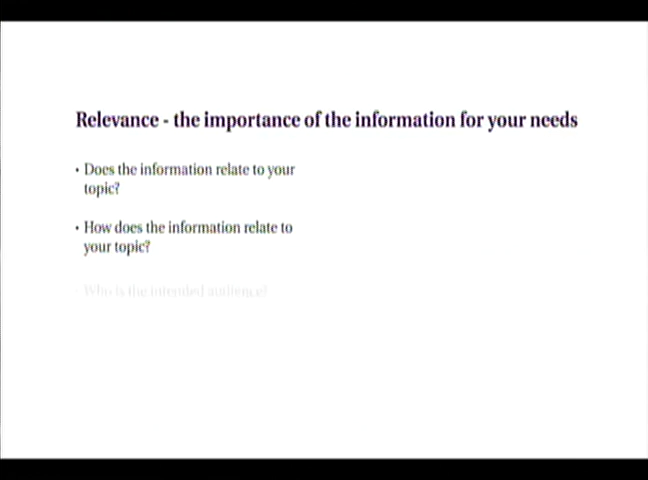 Relevance - the importance of the information for your needs
• Does the information relate to your
topic?
• How does the information relate to
your topic?
Who is the intended audience?